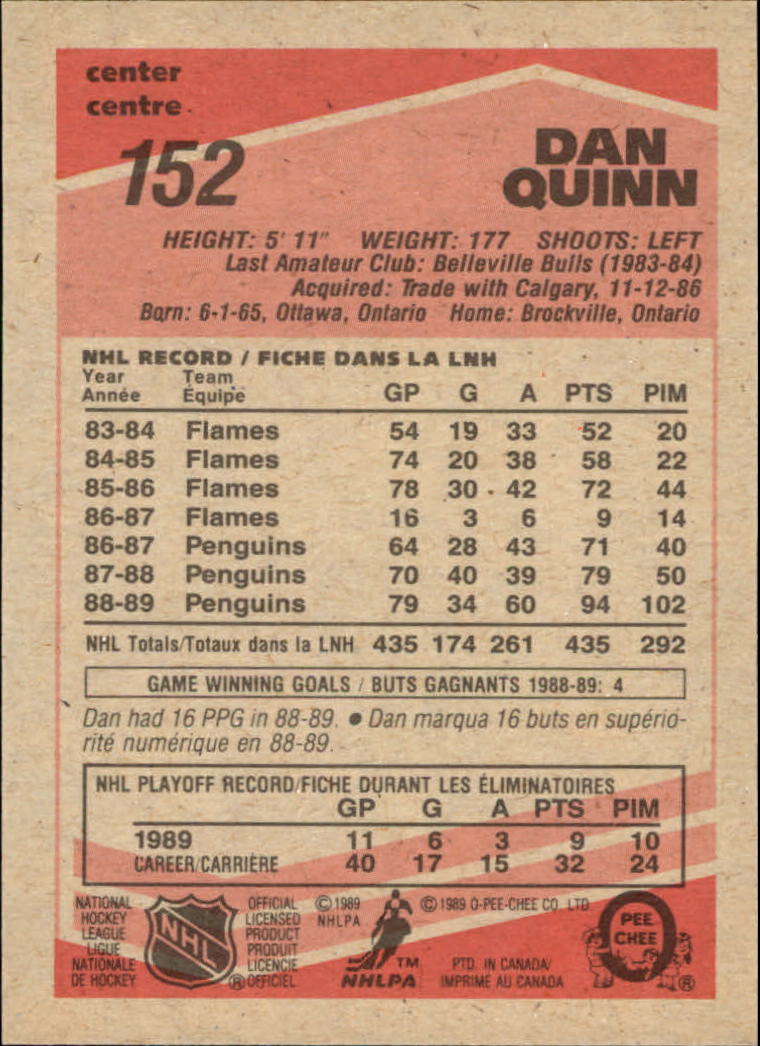 center
centre
152
DAN
QUINN
HEIGHT: 5' 11" WEIGHT: 177 SHOOTS: LEFT
Last Amateur Club: Belleville Bulls (1983-84)
Acquired: Trade with Calgary, 11-12-86
Born: 6-1-65, Ottawa, Ontario Home: Brockville, Ontario
NHL RECORD / FICHE DANS LA LNH
Year Team
Année Équipe GP G A PTS PIM
83-84 Flames 54 19 33 52 20
84-85 Flames 74 20 38 58 22
85-86 Flames 78 30 42 72 44
86-87 Flames 16 3 6 9 14
86-87 Penguins 64 28 43 71 40
87-88 Penguins 70 40 39 79 50
88-89 Penguins 79 34 60 94 102
NHL Totals/Totaux dans la LNH 435 174 261 435 292
GAME WINNING GOALS / BUTS GAGNANTS 1988-89: 4
Dan had 16 PPG in 88-89. ● Dan marqua 16 buts en supério-
rité numérique en 88-89.
NHL PLAYOFF RECORD/FICHE DURANT LES ÉLIMINATOIRES
GP G A PTS PIM
1989 11 6 3 9 10
CAREER/CARRIÈRE 40 17 15 32 24
NATIONAL
HOCKEY
LEAGUE
LIGUE
NATIONALE
DE HOCKEY
NHL
OFFICIAL
LICENSED
PRODUCT
PRODUIT
LICENCIE
® OFFICIEL
© 1989
NHLPA
TM
NHLPA
© 1989 O-PEE-CHEE CO. LTD.
PTD. IN CANADA/
IMPRIME AU CANADA
PEE
CHEE
®